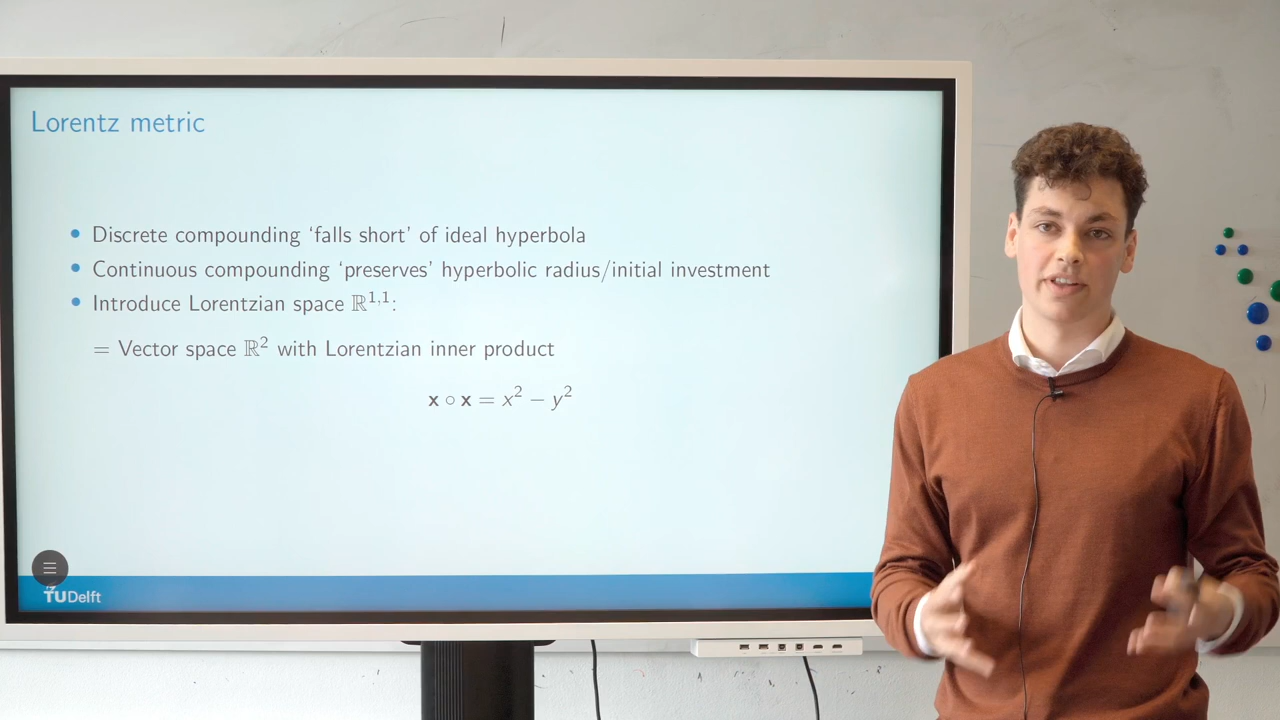 Lorentz metric
• Discrete compounding ‘falls short’ of ideal hyperbola
• Continuous compounding ‘preserves’ hyperbolic radius/initial investment
• Introduce Lorentzian space ℝ¹,¹:
= Vector space ℝ² with Lorentzian inner product
𝐱 ∘ 𝐱 = x² − y²
TUDelft